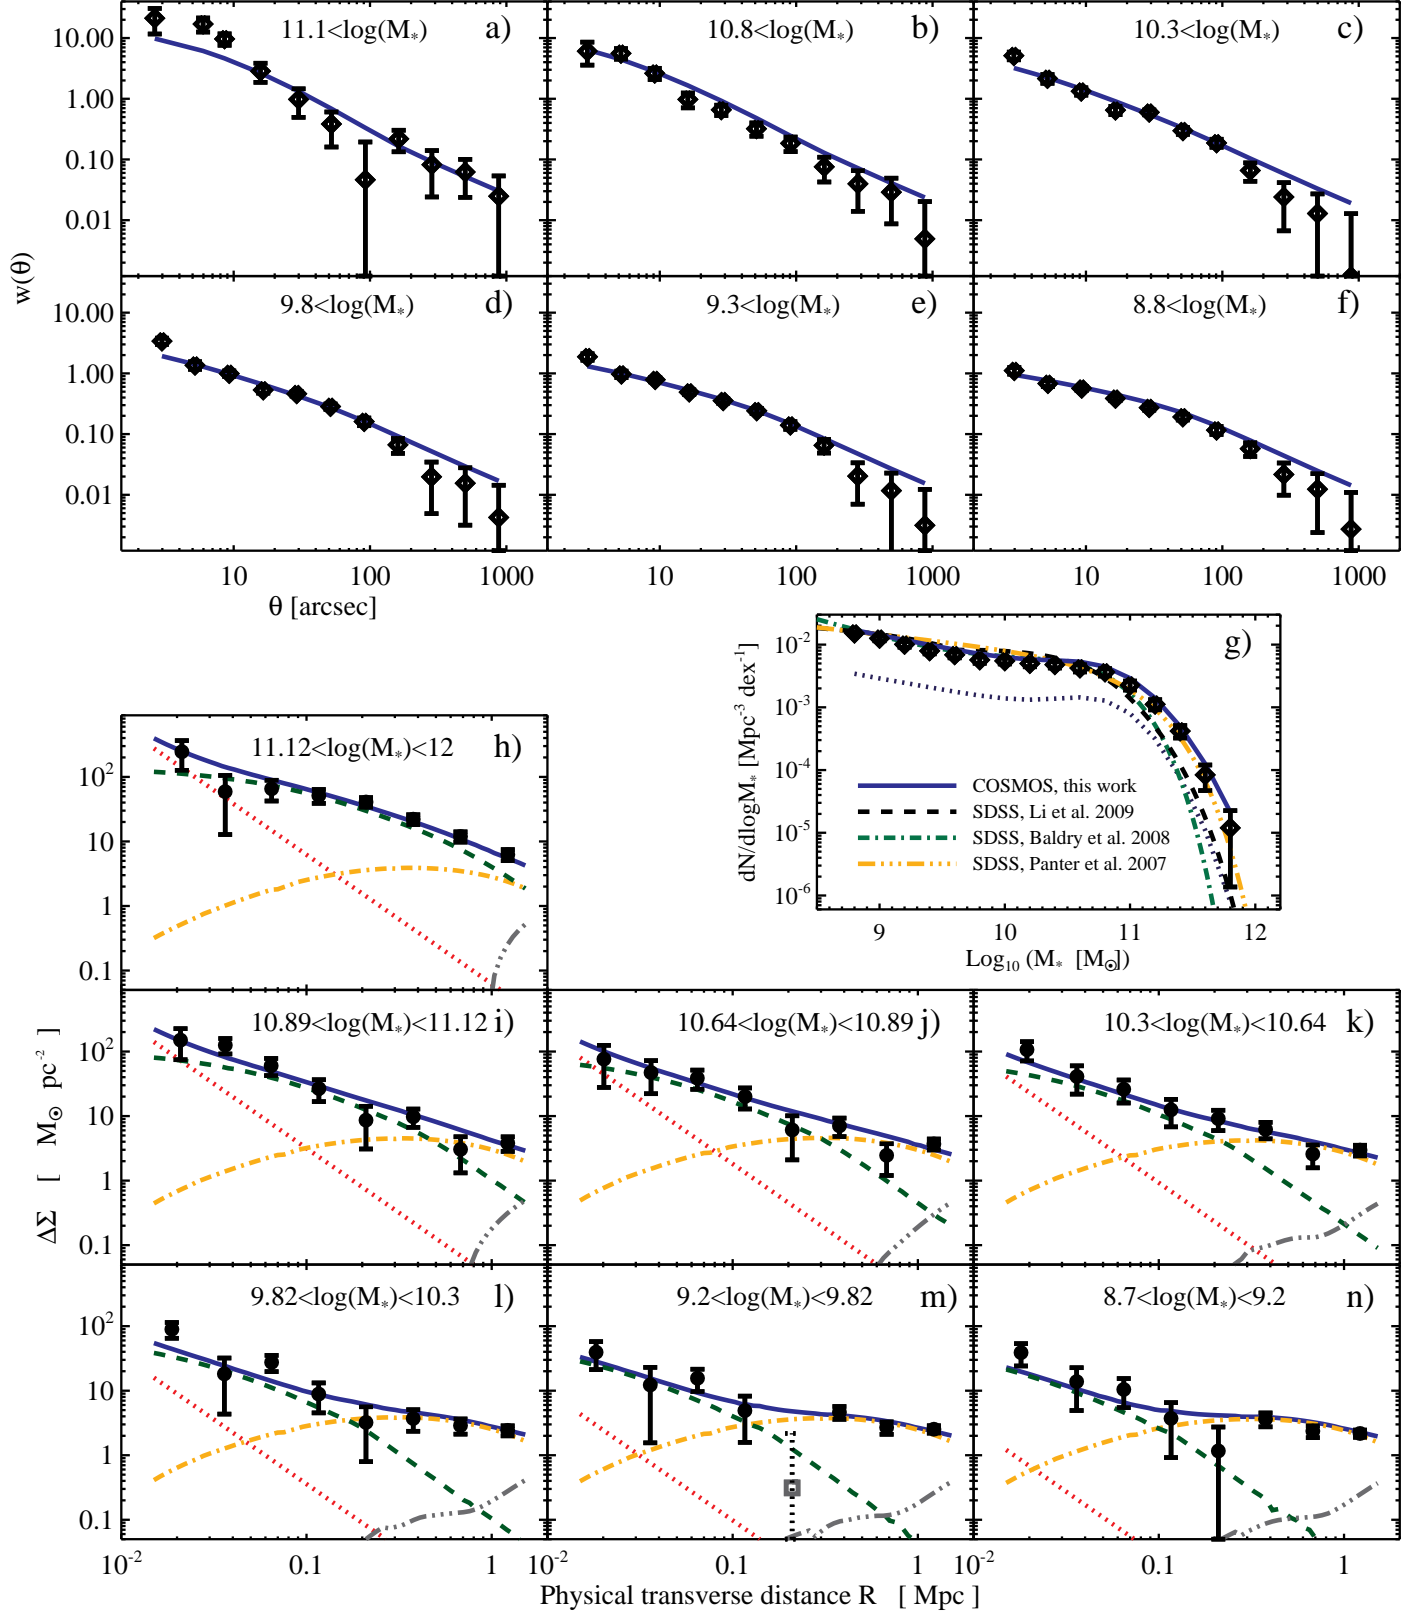 11.1<log(M*) a)
10.8<log(M*) b)
10.3<log(M*) c)
10.00
1.00
0.10
0.01
w(θ)
9.8<log(M*) d)
9.3<log(M*) e)
8.8<log(M*) f)
10.00
1.00
0.10
0.01
10 100 1000
10 100 1000
10 100 1000
θ [arcsec]
g)
10⁻²
10⁻³
10⁻⁴
10⁻⁵
10⁻⁶
dN/dlogM* [Mpc⁻³ dex⁻¹]
COSMOS, this work
SDSS, Li et al. 2009
SDSS, Baldry et al. 2008
SDSS, Panter et al. 2007
9 10 11 12
Log₁₀ (M* [M⊙])
11.12<log(M*)<12 h)
10²
10
1
0.1
10.89<log(M*)<11.12 i)
10.64<log(M*)<10.89 j)
10.3<log(M*)<10.64 k)
10²
10
1
0.1
ΔΣ [ M⊙ pc⁻² ]
9.82<log(M*)<10.3 l)
9.2<log(M*)<9.82 m)
8.7<log(M*)<9.2 n)
10²
10
1
0.1
10⁻² 0.1 1
10⁻² 0.1 1
10⁻² 0.1 1
Physical transverse distance R [ Mpc ]